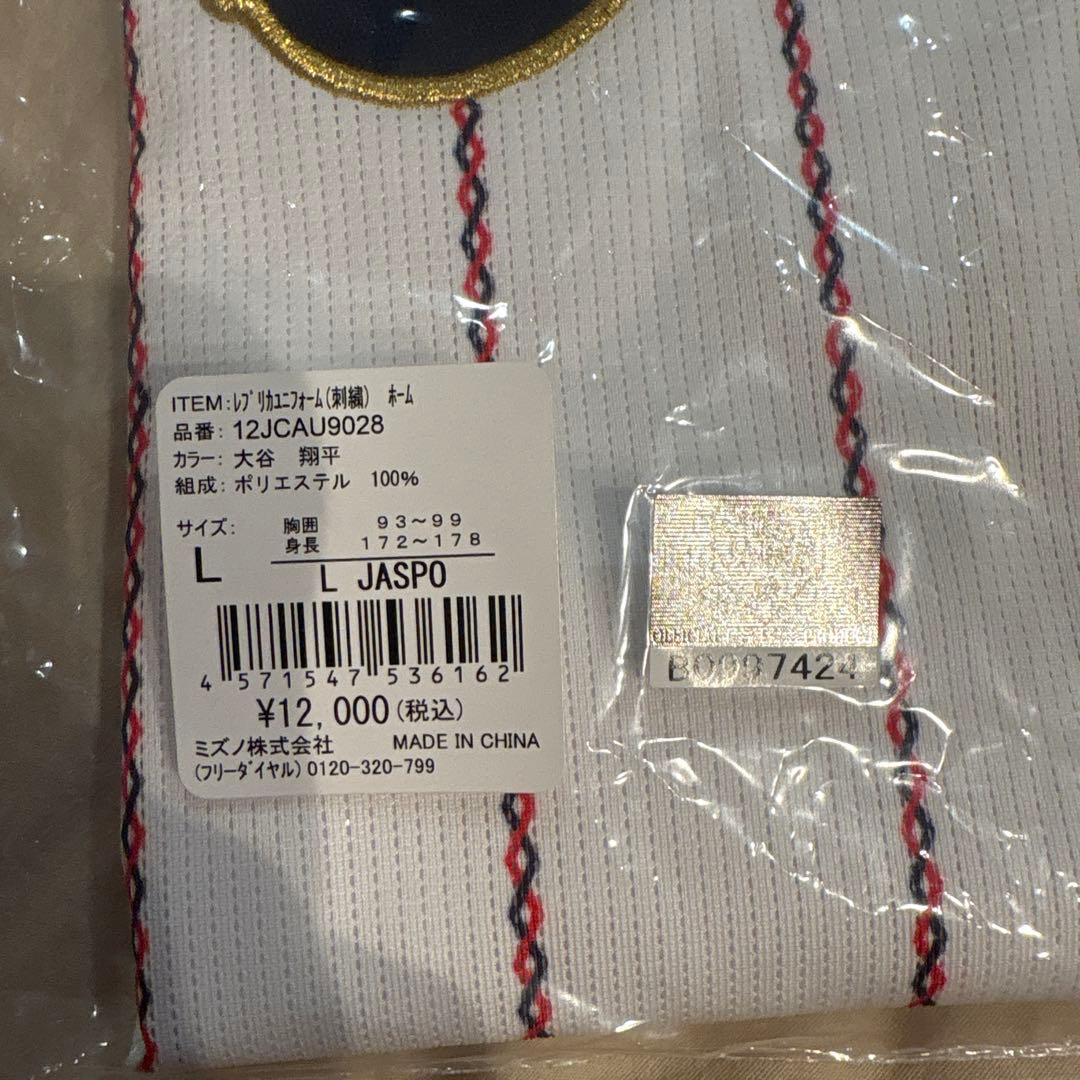 ITEM:ﾚﾌﾟﾘｶﾕﾆﾌｫｰﾑ(刺繍) ﾎｰﾑ
品番: 12JCAU9028
カラー: 大谷 翔平
組成: ポリエステル 100%
サイズ: 胸囲 93~99
身長 172~178
L
L JASPO
4 571547 536162
¥12,000(税込)
ミズノ株式会社 MADE IN CHINA
(フリーダイヤル) 0120-320-799
OFFICIAL
B0097424